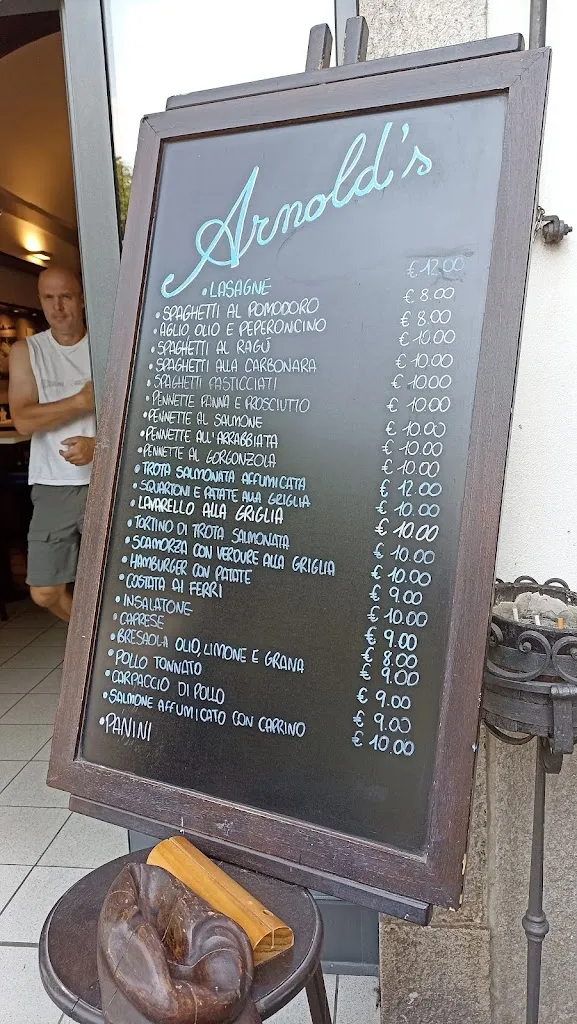 Arnold's
• LASAGNE € 12.00
• SPAGHETTI AL POMODORO € 8.00
• AGLIO OLIO E PEPERONCINO € 8.00
• SPAGHETTI AL RAGÚ € 10.00
• SPAGHETTI ALLA CARBONARA € 10.00
• SPAGHETTI PASTICCIATI € 10.00
• PENNETTE PANNA E PROSCIUTTO € 10.00
• PENNETTE AL SALMONE € 10.00
• PENNETTE ALL'ARRABBIATA € 10.00
• PENNETTE AL GORGONZOLA € 10.00
• TROTA SALMONATA AFFUMICATA € 12.00
• SQUARTONI E PATATE ALLA GRIGLIA € 10.00
• LAVARELLO ALLA GRIGLIA € 10.00
• TORTINO DI TROTA SALMONATA € 10.00
• SCAMORZA CON VERDURE ALLA GRIGLIA € 10.00
• HAMBURGER CON PATATE € 9.00
• COSTATA AI FERRI € 10.00
• INSALATONE € 9.00
• CAPRESE € 8.00
• BRESAOLA OLIO, LIMONE E GRANA € 9.00
• POLLO TONNATO € 9.00
• CARPACCIO DI POLLO € 9.00
• SALMONE AFFUMICATO CON CAPRINO € 10.00
• PANINI